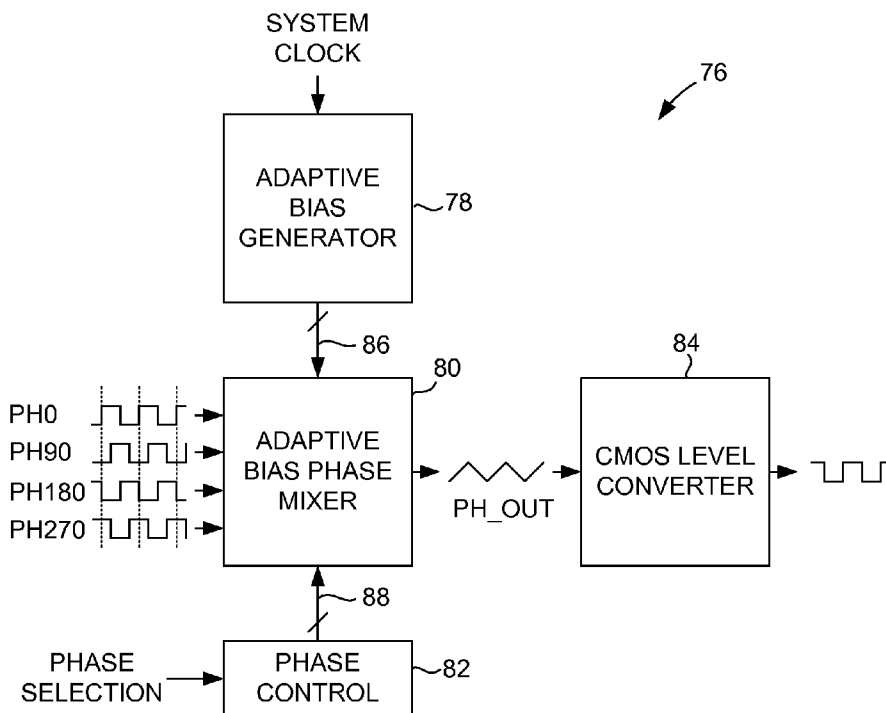 SYSTEM
CLOCK
76
ADAPTIVE
BIAS
GENERATOR
78
86
80
84
PH0
PH90
PH180
PH270
ADAPTIVE
BIAS PHASE
MIXER
PH_OUT
CMOS LEVEL
CONVERTER
88
PHASE
SELECTION
PHASE
CONTROL
82